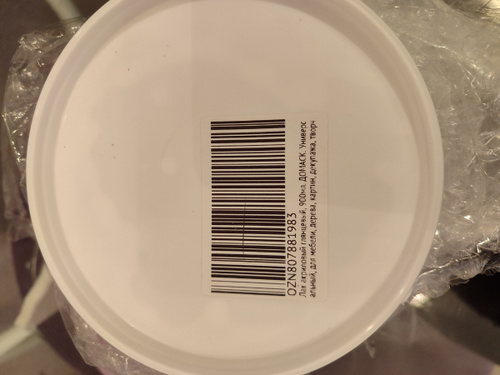 OZN807881983
Лак акриловый глянцевый, 900мл, ДОМАСК. Универс
альный, для мебели, дерева, картин, декупажа, творч